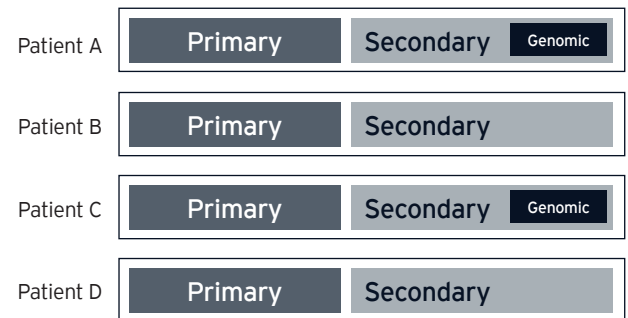 Patient A Primary Secondary Genomic
Patient B Primary Secondary
Patient C Primary Secondary Genomic
Patient D Primary Secondary